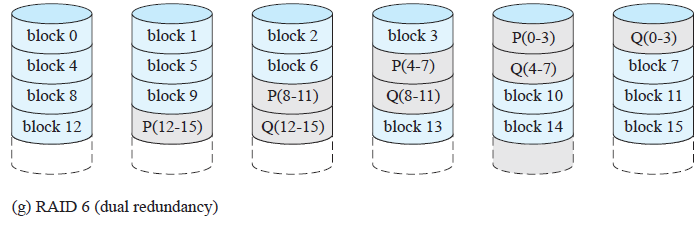 block 0 block 1 block 2 block 3 P(0-3) Q(0-3)
block 4 block 5 block 6 P(4-7) Q(4-7) block 7
block 8 block 9 P(8-11) Q(8-11) block 10 block 11
block 12 P(12-15) Q(12-15) block 13 block 14 block 15
(g) RAID 6 (dual redundancy)